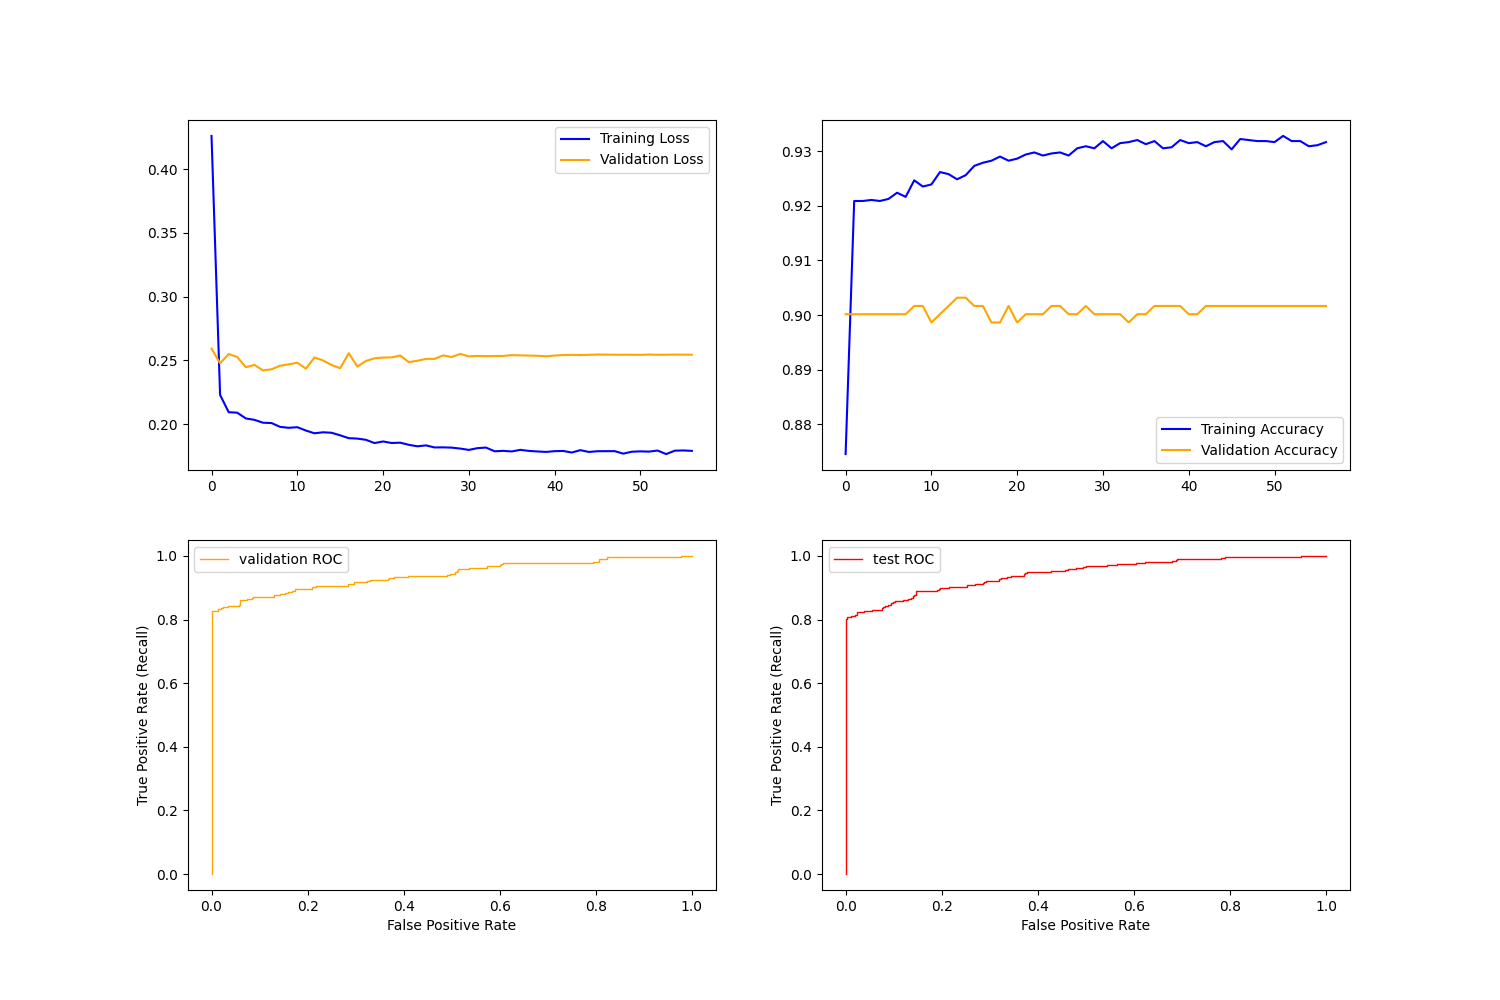 Training Loss
Validation Loss
0.40
0.35
0.30
0.25
0.20
0 10 20 30 40 50
Training Accuracy
Validation Accuracy
0.93
0.92
0.91
0.90
0.89
0.88
0 10 20 30 40 50
validation ROC
1.0
0.8
0.6
0.4
0.2
0.0
True Positive Rate (Recall)
0.0 0.2 0.4 0.6 0.8 1.0
False Positive Rate
test ROC
1.0
0.8
0.6
0.4
0.2
0.0
True Positive Rate (Recall)
0.0 0.2 0.4 0.6 0.8 1.0
False Positive Rate